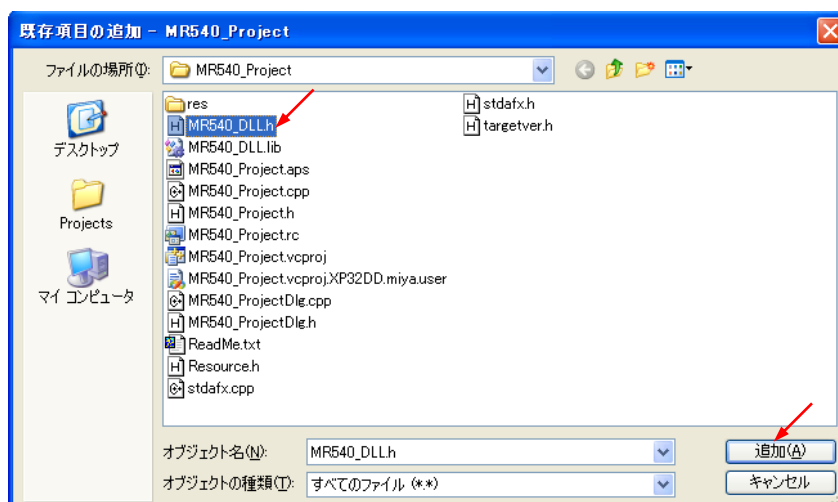 既存項目の追加 - MR540_Project
ファイルの場所(I):
MR540_Project
デスクトップ
Projects
マイ コンピュータ
res
MR540_DLL.h
MR540_DLL.lib
MR540_Project.aps
MR540_Project.cpp
MR540_Project.h
MR540_Project.rc
MR540_Project.vcproj
MR540_Project.vcproj.XP32DD.miya.user
MR540_ProjectDlg.cpp
MR540_ProjectDlg.h
ReadMe.txt
Resource.h
stdafx.cpp
stdafx.h
targetver.h
オブジェクト名(N):
MR540_DLL.h
追加(A)
オブジェクトの種類(T):
すべてのファイル (*.*)
キャンセル